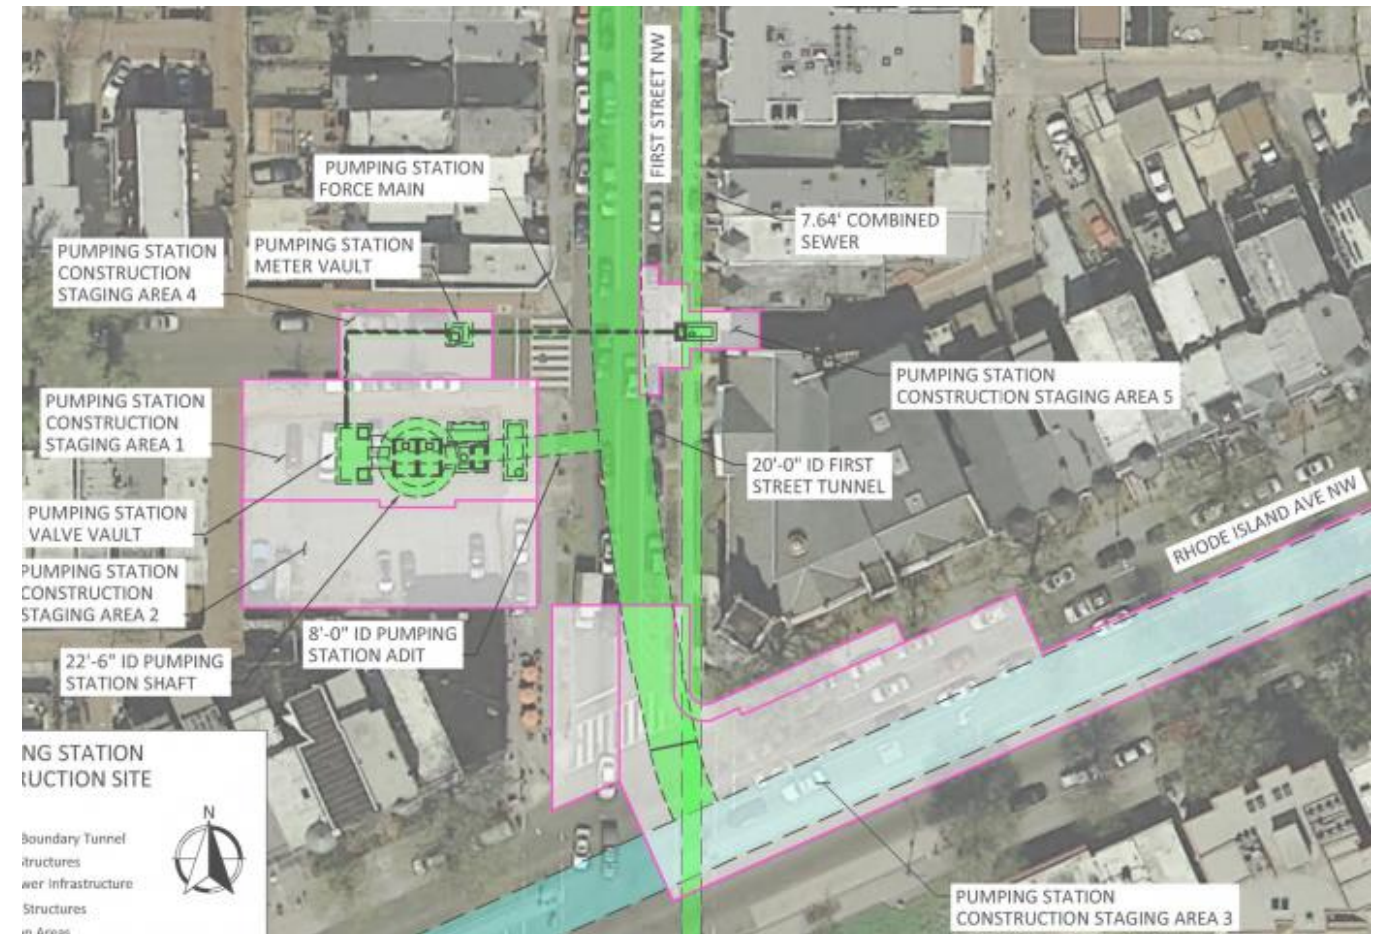 FIRST STREET NW
PUMPING STATION
FORCE MAIN
7.64' COMBINED
SEWER
PUMPING STATION
CONSTRUCTION
STAGING AREA 4
PUMPING STATION
METER VAULT
PUMPING STATION
CONSTRUCTION STAGING AREA 5
PUMPING STATION
CONSTRUCTION
STAGING AREA 1
20'-0" ID FIRST
STREET TUNNEL
RHODE ISLAND AVE NW
PUMPING STATION
VALVE VAULT
PUMPING STATION
CONSTRUCTION
STAGING AREA 2
8'-0" ID PUMPING
STATION ADIT
22'-6" ID PUMPING
STATION SHAFT
NG STATION
RUCTION SITE
N
Boundary Tunnel
Structures
wer Infrastructure
Structures
n Areas
PUMPING STATION
CONSTRUCTION STAGING AREA 3